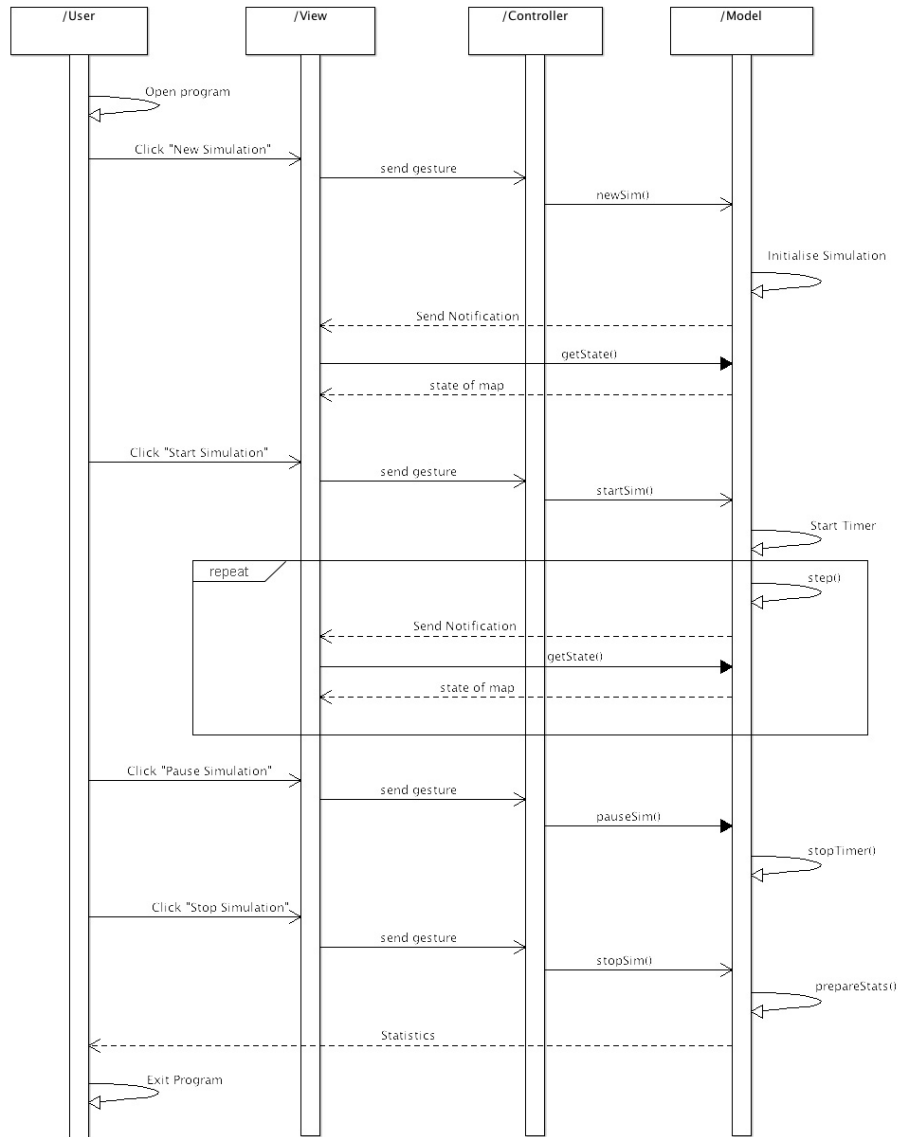 /User
/View
/Controller
/Model
Open program
Click "New Simulation"
send gesture
newSim()
Initialise Simulation
Send Notification
getState()
state of map
Click "Start Simulation"
send gesture
startSim()
Start Timer
repeat
step()
Send Notification
getState()
state of map
Click "Pause Simulation"
send gesture
pauseSim()
stopTimer()
Click "Stop Simulation"
send gesture
stopSim()
prepareStats()
Statistics
Exit Program